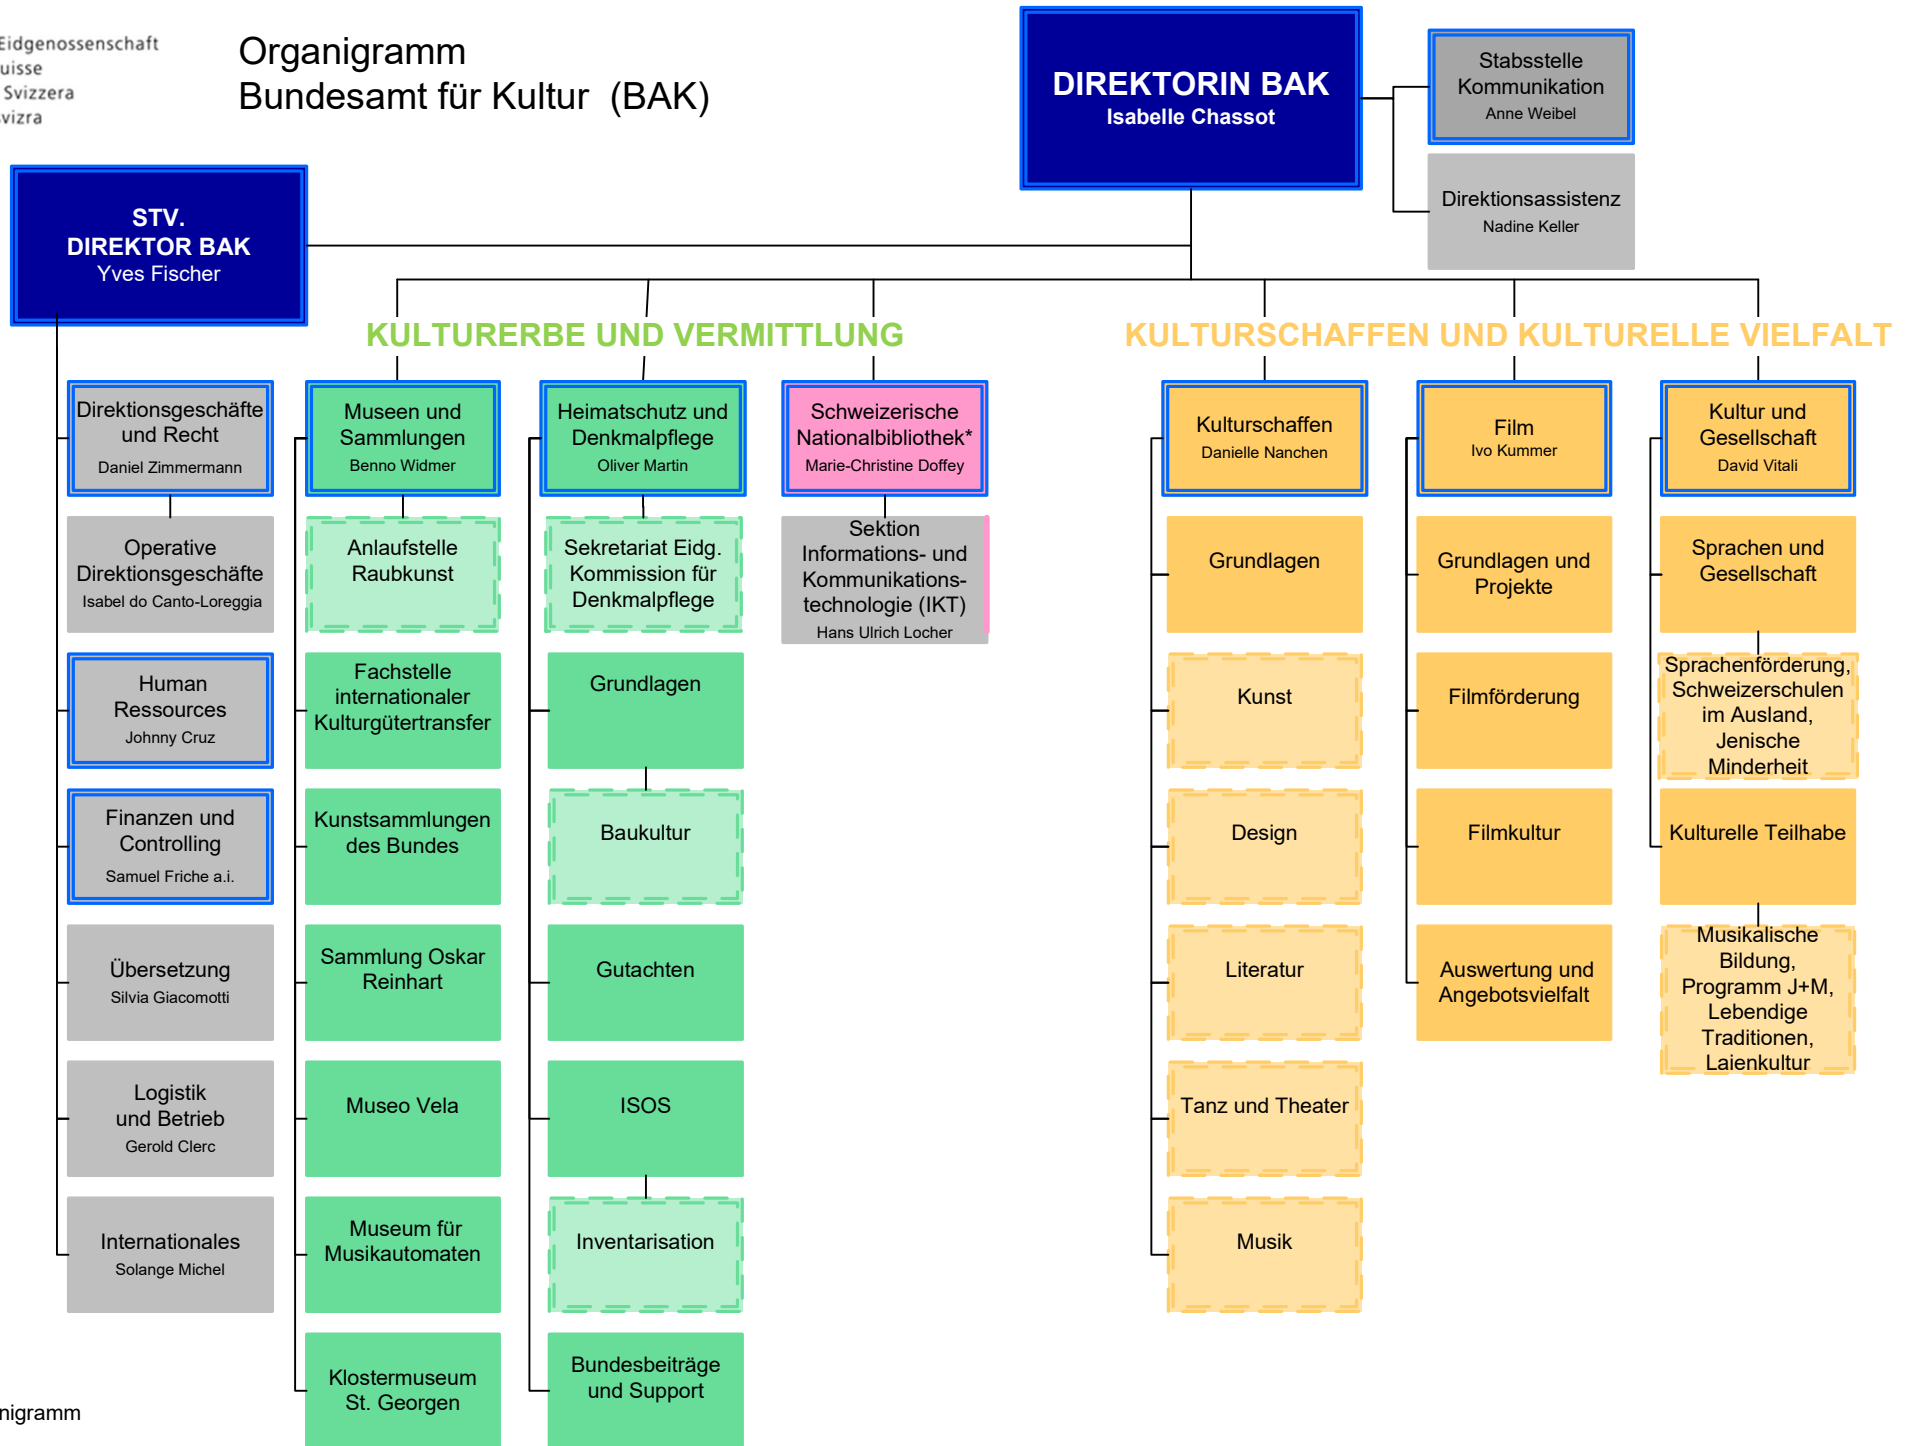 Eidgenossenschaft
uisse
Svizzera
vizra
Organigramm
Bundesamt für Kultur (BAK)
DIREKTORIN BAK
Isabelle Chassot
Stabsstelle
Kommunikation
Anne Weibel
Direktionsassistenz
Nadine Keller
STV.
DIREKTOR BAK
Yves Fischer
KULTURERBE UND VERMITTLUNG
KULTURSCHAFFEN UND KULTURELLE VIELFALT
Direktionsgeschäfte
und Recht
Daniel Zimmermann
Operative
Direktionsgeschäfte
Isabel do Canto-Loreggia
Human
Ressources
Johnny Cruz
Finanzen und
Controlling
Samuel Friche a.i.
Übersetzung
Silvia Giacomotti
Logistik
und Betrieb
Gerold Clerc
Internationales
Solange Michel
Museen und
Sammlungen
Benno Widmer
Anlaufstelle
Raubkunst
Fachstelle
internationaler
Kulturgütertransfer
Kunstsammlungen
des Bundes
Sammlung Oskar
Reinhart
Museo Vela
Museum für
Musikautomaten
Klostermuseum
St. Georgen
Heimatschutz und
Denkmalpflege
Oliver Martin
Sekretariat Eidg.
Kommission für
Denkmalpflege
Grundlagen
Baukultur
Gutachten
ISOS
Inventarisation
Bundesbeiträge
und Support
Schweizerische
Nationalbibliothek*
Marie-Christine Doffey
Sektion
Informations- und
Kommunikations-
technologie (IKT)
Hans Ulrich Locher
Kulturschaffen
Danielle Nanchen
Grundlagen
Kunst
Design
Literatur
Tanz und Theater
Musik
Film
Ivo Kummer
Grundlagen und
Projekte
Filmförderung
Filmkultur
Auswertung und
Angebotsvielfalt
Kultur und
Gesellschaft
David Vitali
Sprachen und
Gesellschaft
Sprachenförderung,
Schweizerschulen
im Ausland,
Jenische
Minderheit
Kulturelle Teilhabe
Musikalische
Bildung,
Programm J+M,
Lebendige
Traditionen,
Laienkultur
nigramm